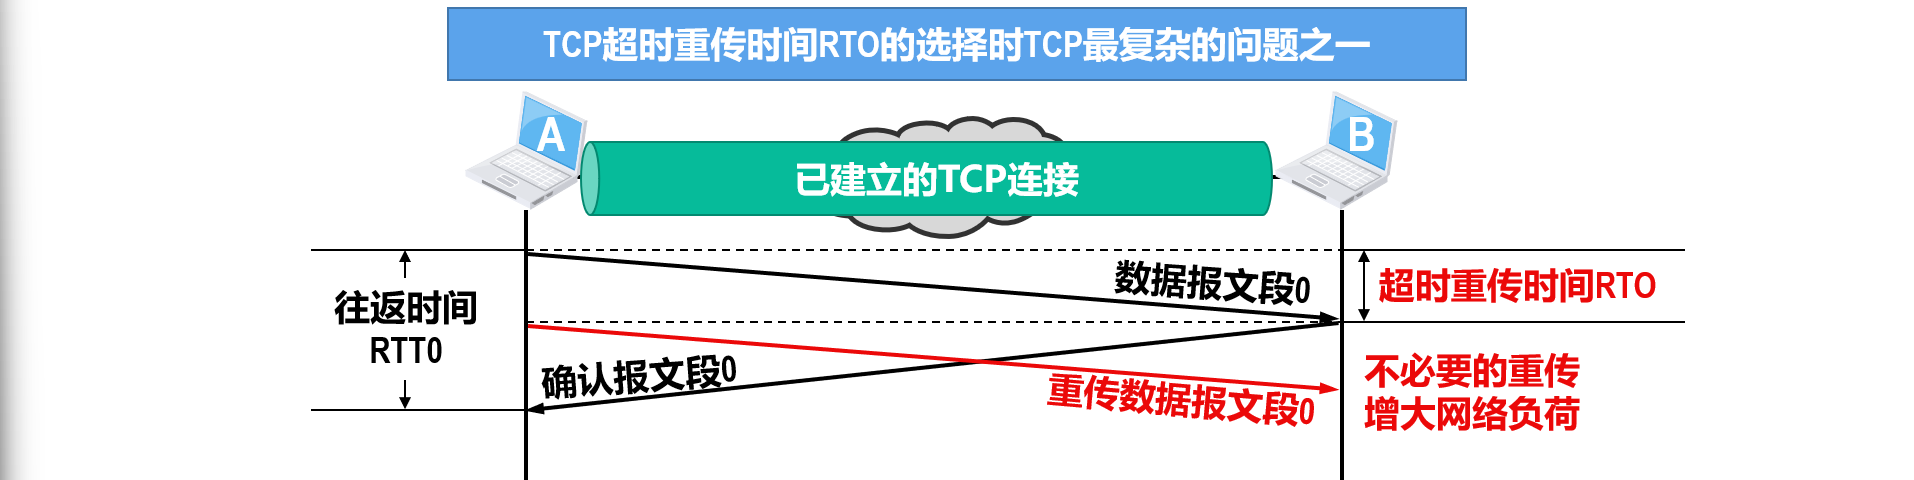 TCP超时重传时间RTO的选择时TCP最复杂的问题之一
A
B
已建立的TCP连接
数据报文段0
超时重传时间RTO
往返时间
RTT0
确认报文段0
重传数据报文段0
不必要的重传
增大网络负荷